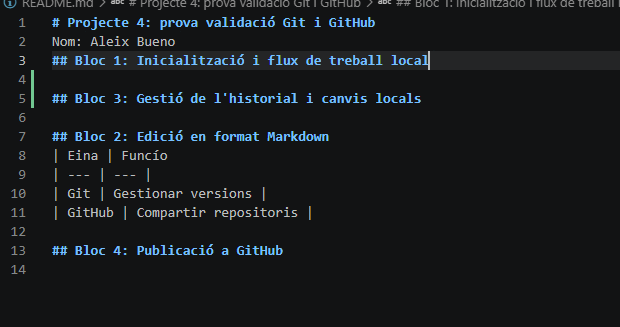 README.md > abc # Projecte 4: prova validació Git i GitHub > abc ## Bloc 1: Inicialització i flux de treball l
1 # Projecte 4: prova validació Git i GitHub
2 Nom: Aleix Bueno
3 ## Bloc 1: Inicialització i flux de treball local
4
5 ## Bloc 3: Gestió de l'historial i canvis locals
6
7 ## Bloc 2: Edició en format Markdown
8 | Eina | Funcío
9 | --- | --- |
10 | Git | Gestionar versions |
11 | GitHub | Compartir repositoris |
12
13 ## Bloc 4: Publicació a GitHub
14